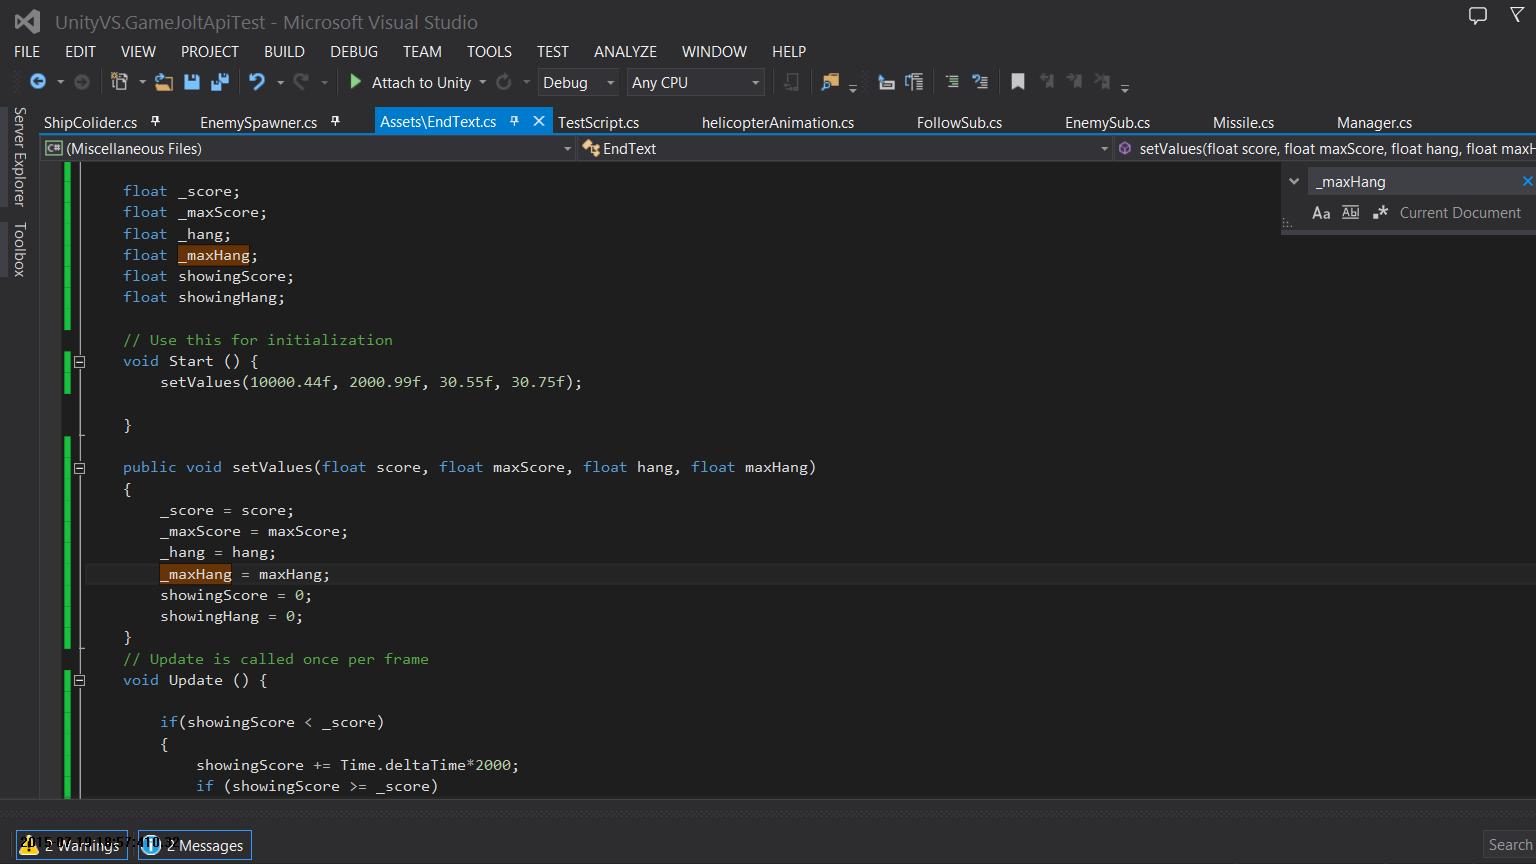 UnityVS.GameJoltApiTest - Microsoft Visual Studio
FILE EDIT VIEW PROJECT BUILD DEBUG TEAM TOOLS TEST ANALYZE WINDOW HELP
Attach to Unity Debug Any CPU
Server Explorer
Toolbox
ShipColider.cs EnemySpawner.cs Assets\EndText.cs TestScript.cs helicopterAnimation.cs FollowSub.cs EnemySub.cs Missile.cs Manager.cs
C# (Miscellaneous Files) EndText setValues(float score, float maxScore, float hang, float maxH
_maxHang
Aa Abl .* Current Document
float _score;
float _maxScore;
float _hang;
float _maxHang;
float showingScore;
float showingHang;
// Use this for initialization
void Start () {
setValues(10000.44f, 2000.99f, 30.55f, 30.75f);
}
public void setValues(float score, float maxScore, float hang, float maxHang)
{
_score = score;
_maxScore = maxScore;
_hang = hang;
_maxHang = maxHang;
showingScore = 0;
showingHang = 0;
}
// Update is called once per frame
void Update () {
if(showingScore < _score)
{
showingScore += Time.deltaTime*2000;
if (showingScore >= _score)
2 Warnings 2 Messages
Search